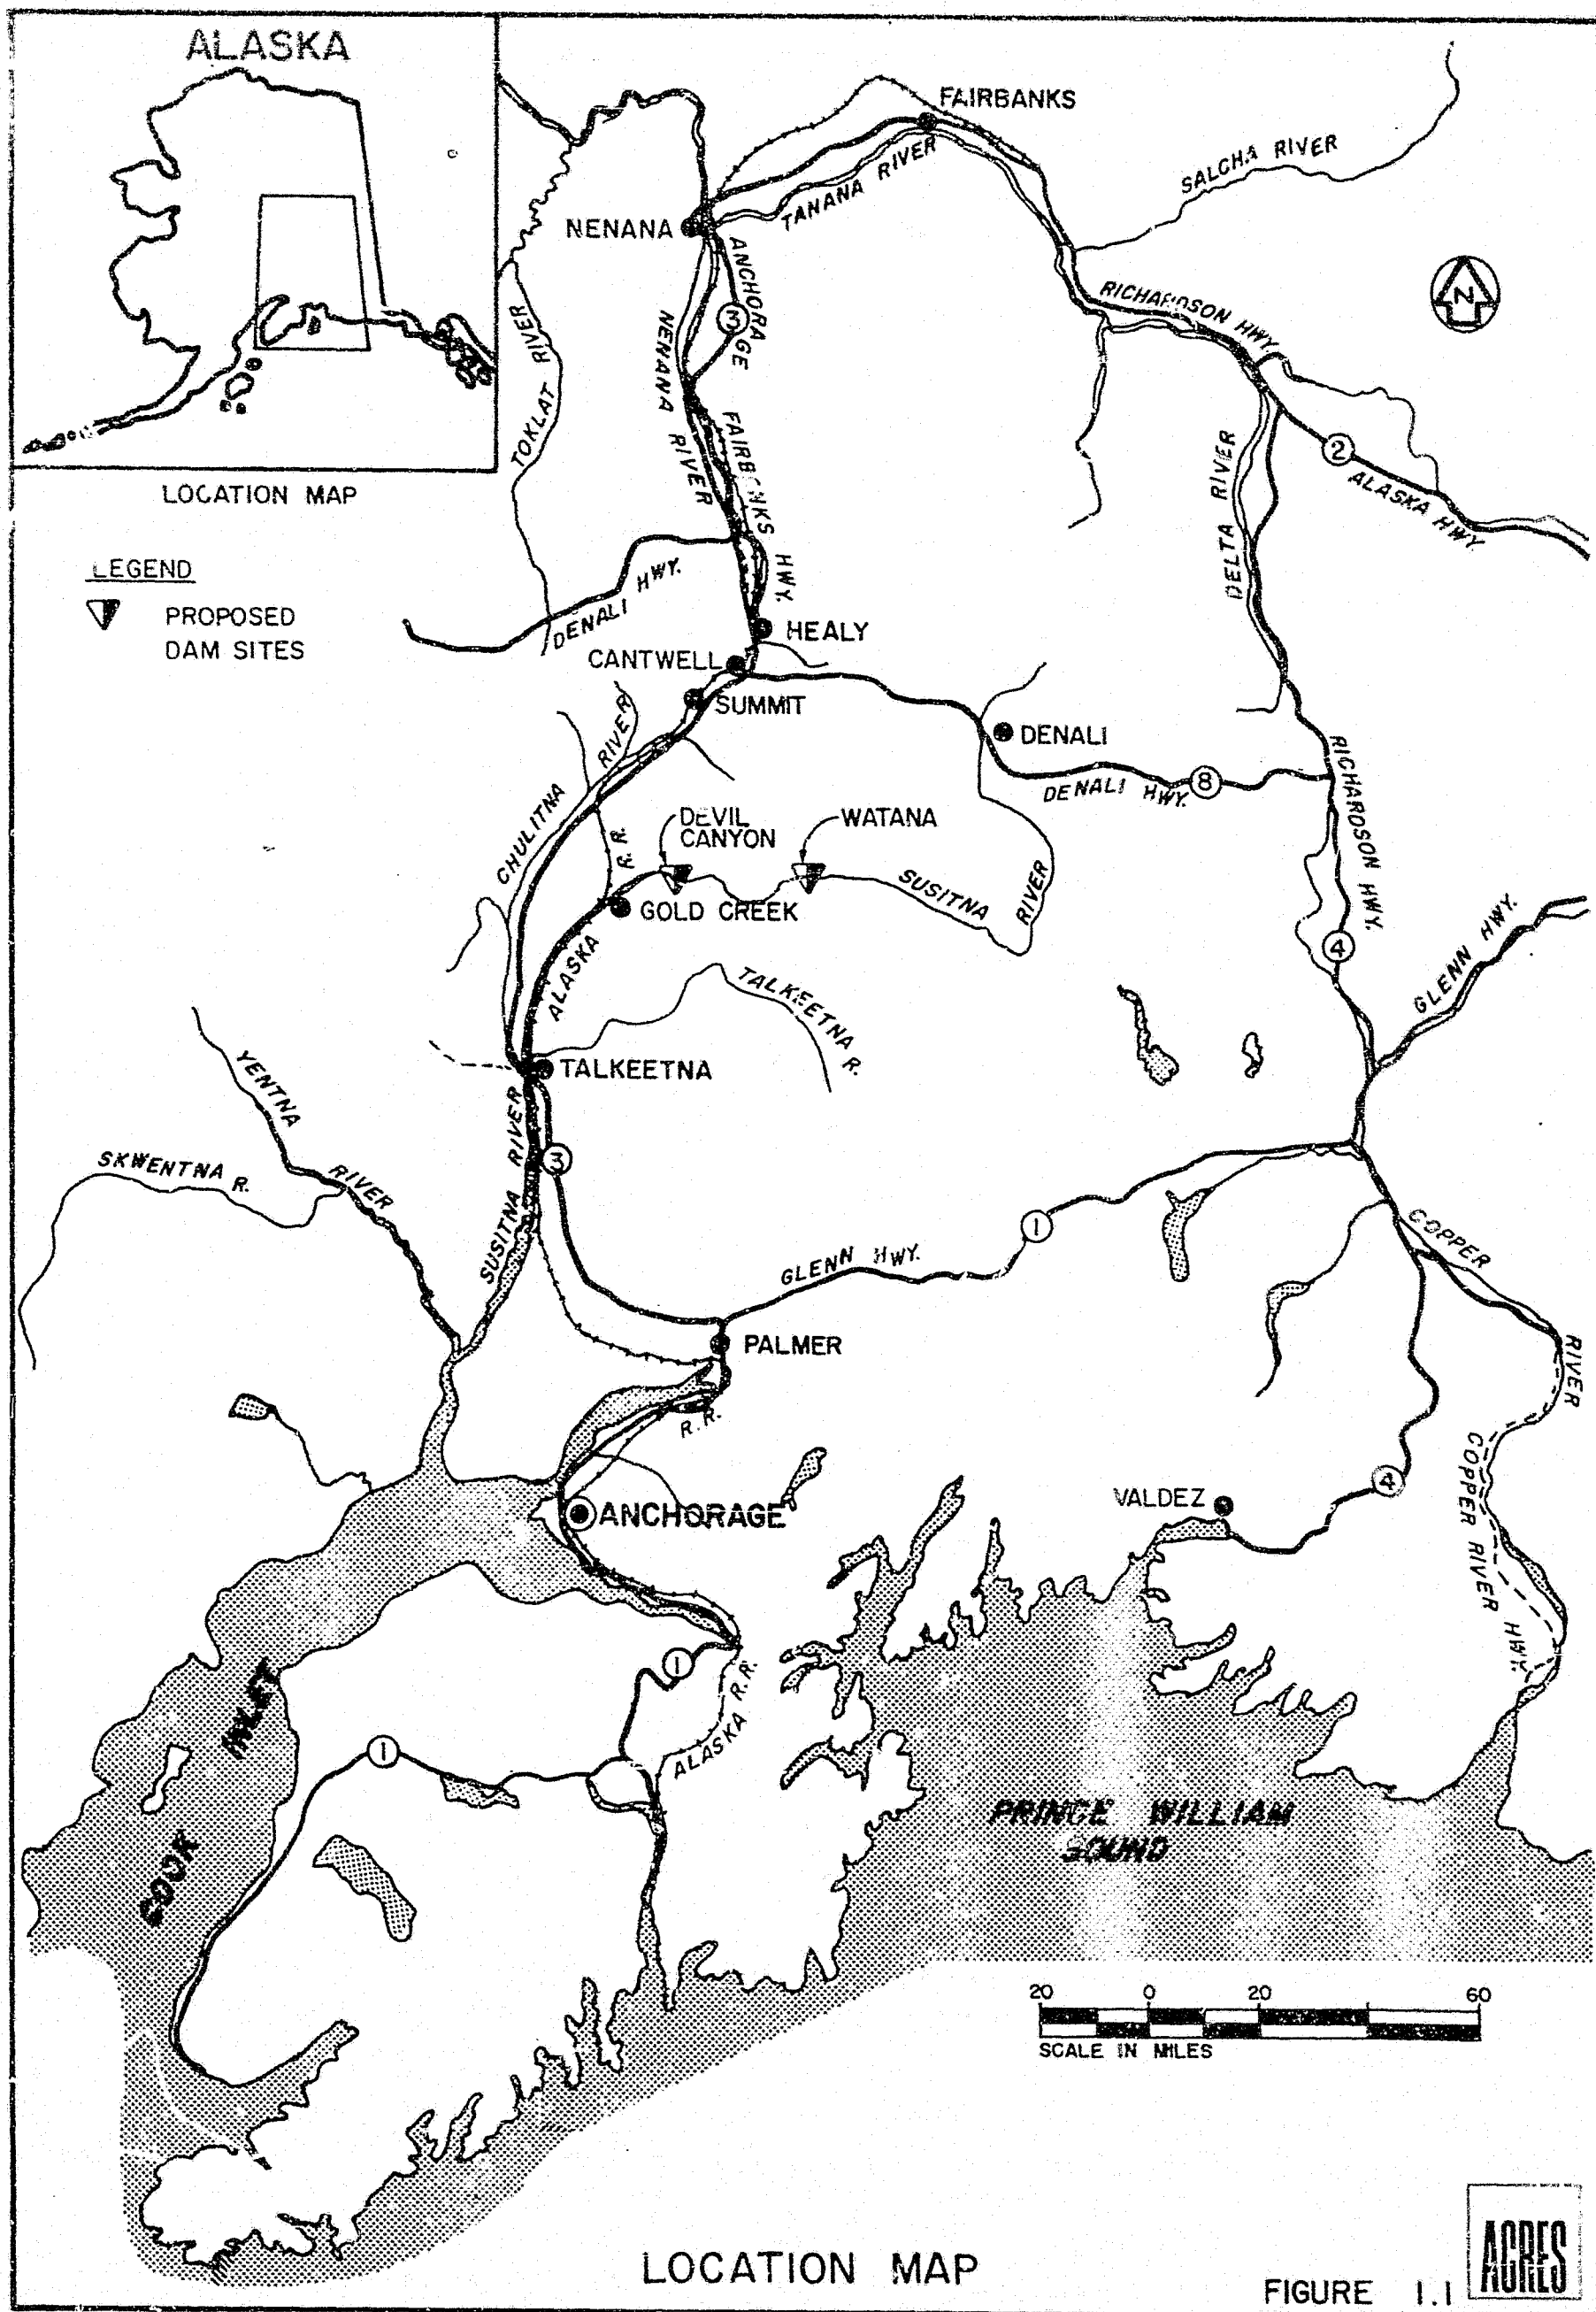 ALASKA
LOCATION MAP
LEGEND
PROPOSED
DAM SITES
FAIRBANKS
TANANA RIVER
SALCHA RIVER
NENANA
N
RICHARDSON HWY.
ANCHORAGE
3
FAIRBANKS HWY.
NENANA RIVER
TOKLAT RIVER
DELTA RIVER
2
ALASKA HWY.
DENALI HWY.
HEALY
CANTWELL
SUMMIT
DENALI
DENALI HWY.
8
RICHARDSON HWY.
CHULITNA RIVER
R.R.
DEVIL
CANYON
WATANA
SUSITNA RIVER
GOLD CREEK
ALASKA
4
GLENN HWY.
TALKEETNA R.
TALKEETNA
YENTNA RIVER
SKWENTNA R.
SUSITNA RIVER
3
1
GLENN HWY.
COPPER RIVER
PALMER
R.R.
COPPER RIVER HWY.
4
VALDEZ
ANCHORAGE
1
ALASKA R.R.
1
COOK INLET
PRINCE WILLIAM
SOUND
20 0 20 60
SCALE IN MILES
LOCATION MAP
FIGURE 1.1
ACRES